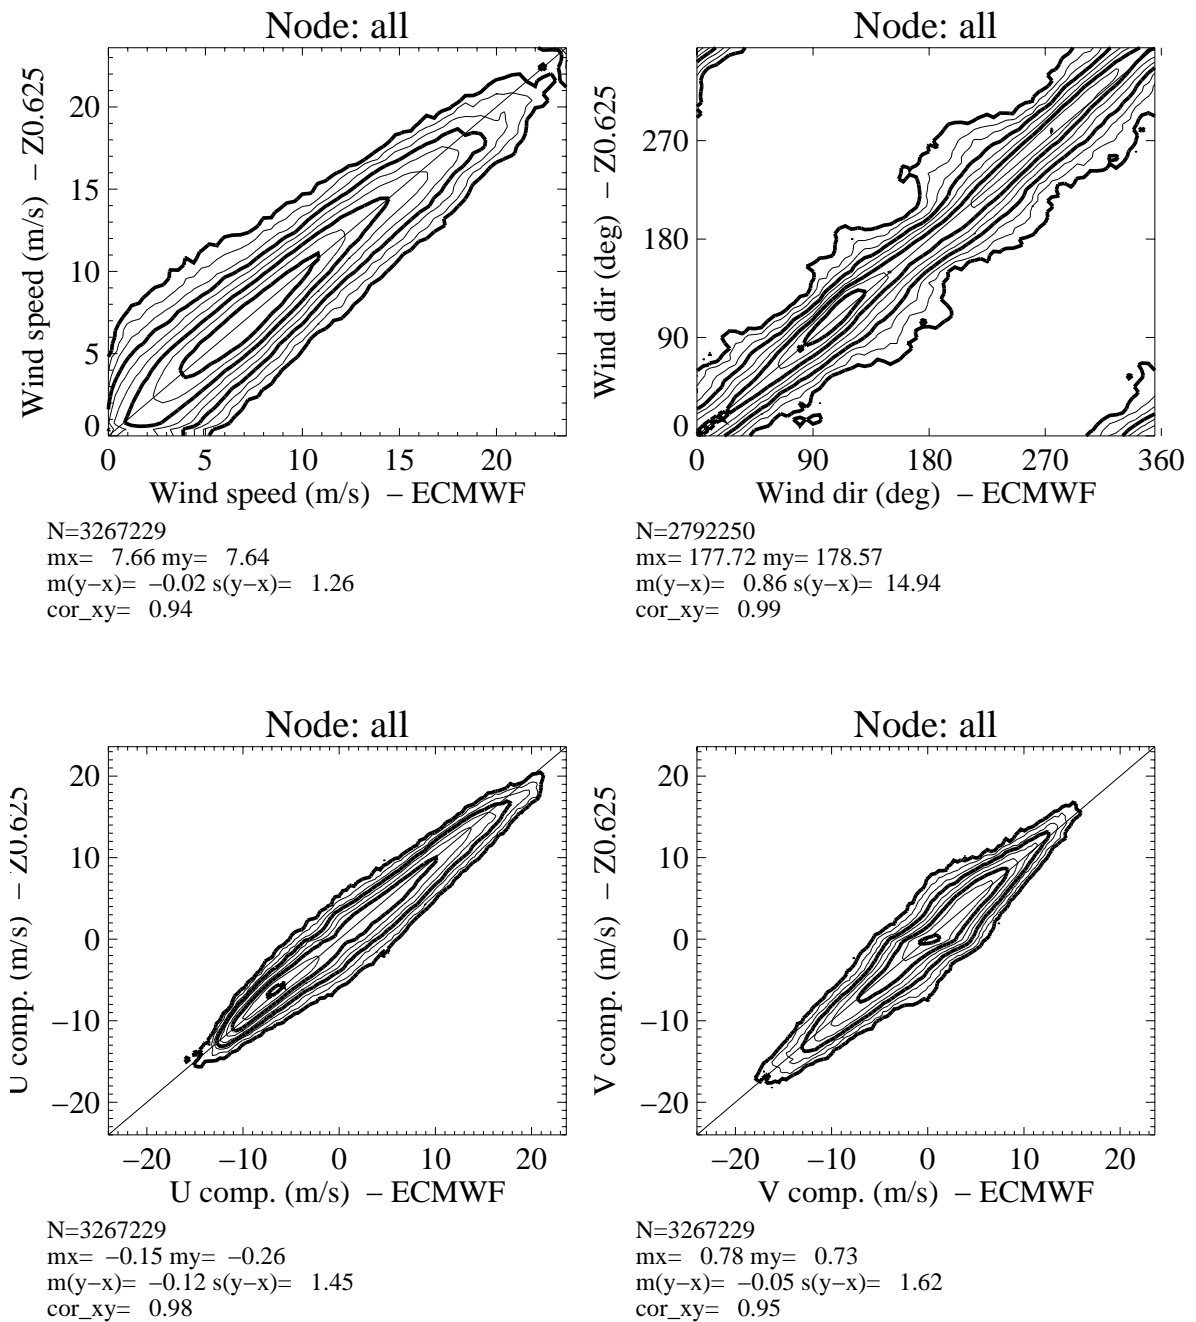 Node: all
Wind speed (m/s) − Z0.625
20
15
10
5
0
0 5 10 15 20
Wind speed (m/s) − ECMWF
N=3267229
mx= 7.66 my= 7.64
m(y−x)= −0.02 s(y−x)= 1.26
cor_xy= 0.94
Node: all
Wind dir (deg) − Z0.625
270
180
90
0
0 90 180 270 360
Wind dir (deg) − ECMWF
N=2792250
mx= 177.72 my= 178.57
m(y−x)= 0.86 s(y−x)= 14.94
cor_xy= 0.99
Node: all
U comp. (m/s) − Z0.625
20
10
0
−10
−20
−20 −10 0 10 20
U comp. (m/s) − ECMWF
N=3267229
mx= −0.15 my= −0.26
m(y−x)= −0.12 s(y−x)= 1.45
cor_xy= 0.98
Node: all
V comp. (m/s) − Z0.625
20
10
0
−10
−20
−20 −10 0 10 20
V comp. (m/s) − ECMWF
N=3267229
mx= 0.78 my= 0.73
m(y−x)= −0.05 s(y−x)= 1.62
cor_xy= 0.95